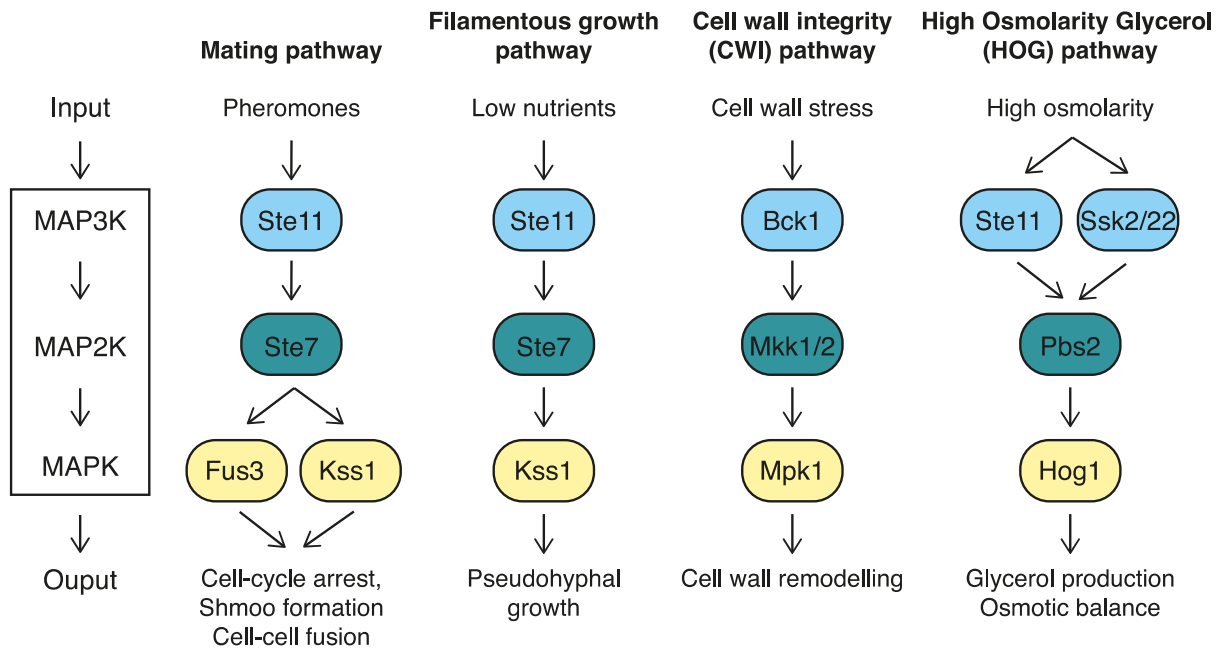 Mating pathway
Filamentous growth
pathway
Cell wall integrity
(CWI) pathway
High Osmolarity Glycerol
(HOG) pathway
Input
Pheromones
Low nutrients
Cell wall stress
High osmolarity
MAP3K
Ste11
Ste11
Bck1
Ste11
Ssk2/22
MAP2K
Ste7
Ste7
Mkk1/2
Pbs2
MAPK
Fus3
Kss1
Kss1
Mpk1
Hog1
Ouput
Cell-cycle arrest,
Shmoo formation
Cell-cell fusion
Pseudohyphal
growth
Cell wall remodelling
Glycerol production
Osmotic balance